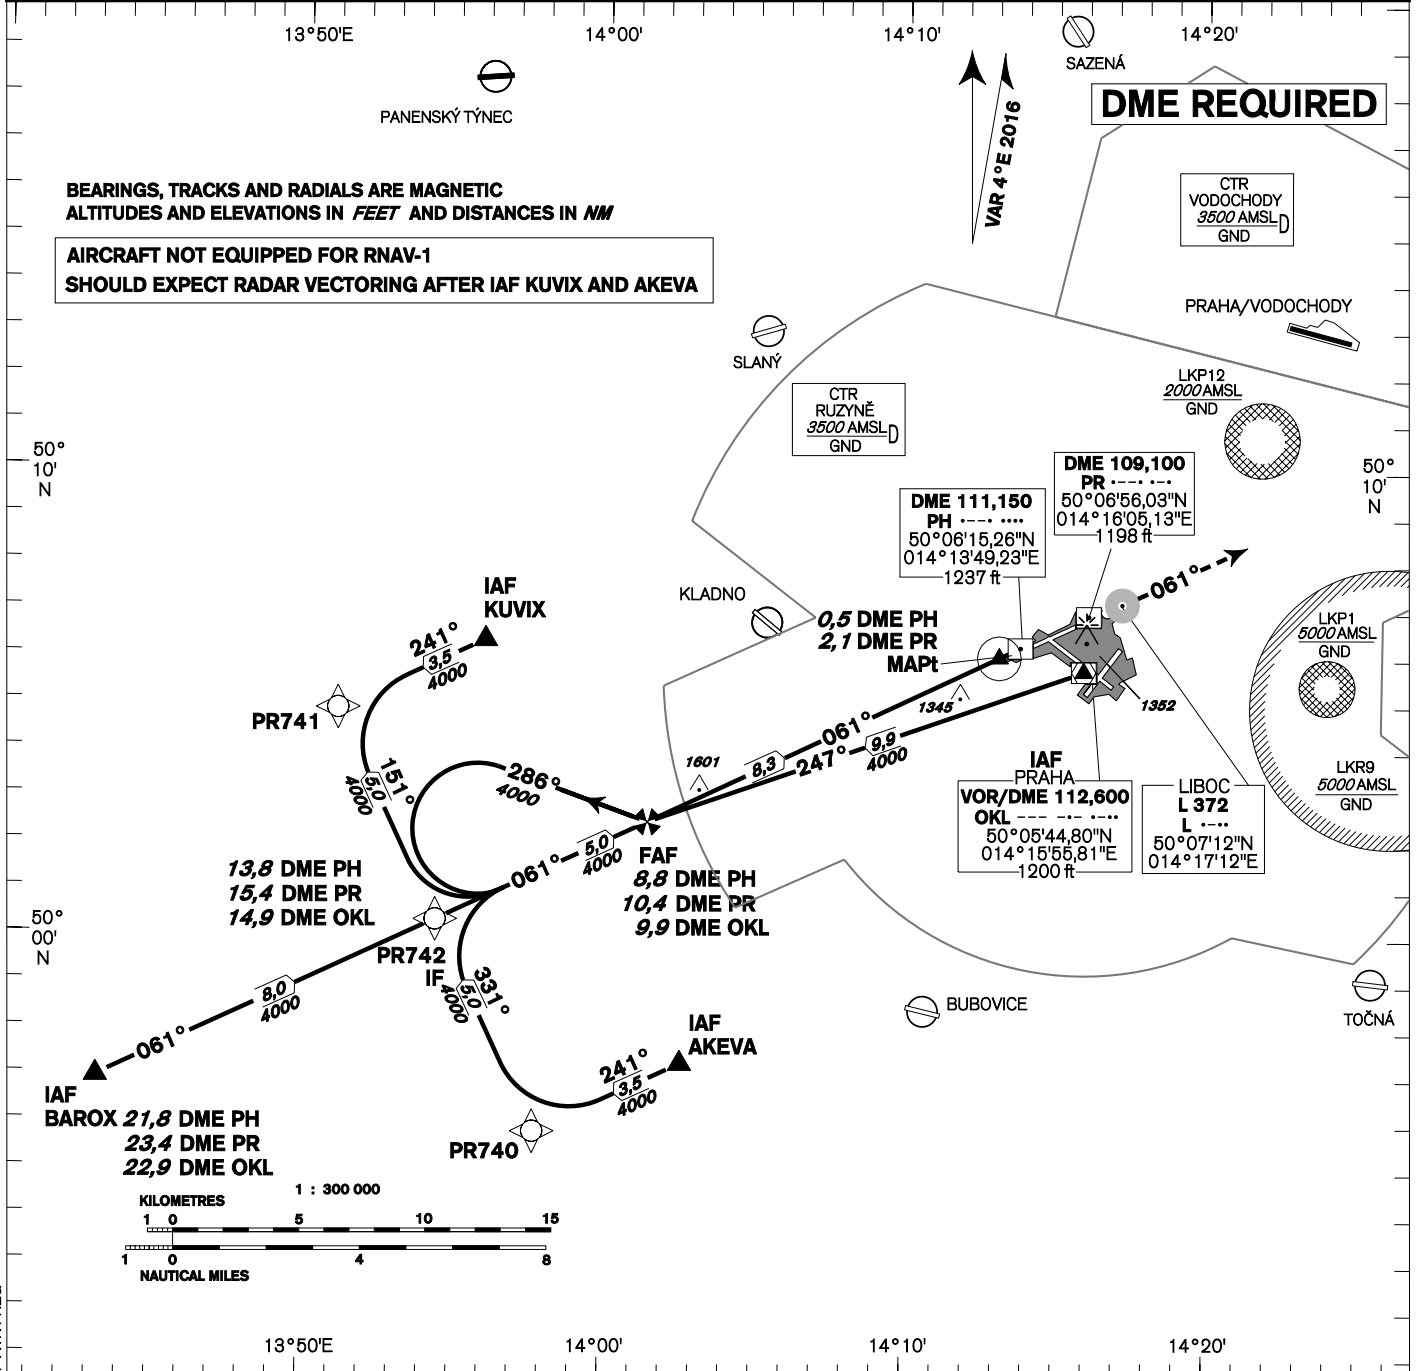 13°50'E
14°00'
14°10'
14°20'
SAZENÁ
PANENSKÝ TÝNEC
DME REQUIRED
VAR 4°E 2016
BEARINGS, TRACKS AND RADIALS ARE MAGNETIC
ALTITUDES AND ELEVATIONS IN FEET AND DISTANCES IN NM
AIRCRAFT NOT EQUIPPED FOR RNAV-1
SHOULD EXPECT RADAR VECTORING AFTER IAF KUVIX AND AKEVA
CTR
VODOCHODY
3500 AMSL D
GND
PRAHA/VODOCHODY
SLANÝ
LKP12
2000 AMSL
GND
CTR
RUZYNĚ
3500 AMSL D
GND
50°
10'
N
50°
10'
N
DME 109,100
PR ·--· ·-·
50°06'56,03"N
014°16'05,13"E
1198 ft
DME 111,150
PH ·--· ····
50°06'15,26"N
014°13'49,23"E
1237 ft
061°
IAF
KUVIX
KLADNO
0,5 DME PH
2,1 DME PR
MAPt
LKP1
5000 AMSL
GND
241°
3,5
4000
PR741
1345
1352
061°
247°
9,9
4000
8,3
1601
151°
5,0
4000
286°
4000
IAF
PRAHA
VOR/DME 112,600
OKL --- -·- ·-··
50°05'44,80"N
014°15'55,81"E
1200 ft
LIBOC
L 372
L ·-··
50°07'12"N
014°17'12"E
LKR9
5000 AMSL
GND
061°
5,0
4000
FAF
8,8 DME PH
10,4 DME PR
9,9 DME OKL
13,8 DME PH
15,4 DME PR
14,9 DME OKL
50°
00'
N
PR742
IF
331°
5,0
4000
8,0
4000
061°
BUBOVICE
TOČNÁ
IAF
AKEVA
241°
3,5
4000
IAF
BAROX 21,8 DME PH
23,4 DME PR
22,9 DME OKL
PR740
1 : 300 000
KILOMETRES
1 0 5 10 15
1 0 4 8
NAUTICAL MILES
13°50'E
14°00'
14°10'
14°20'